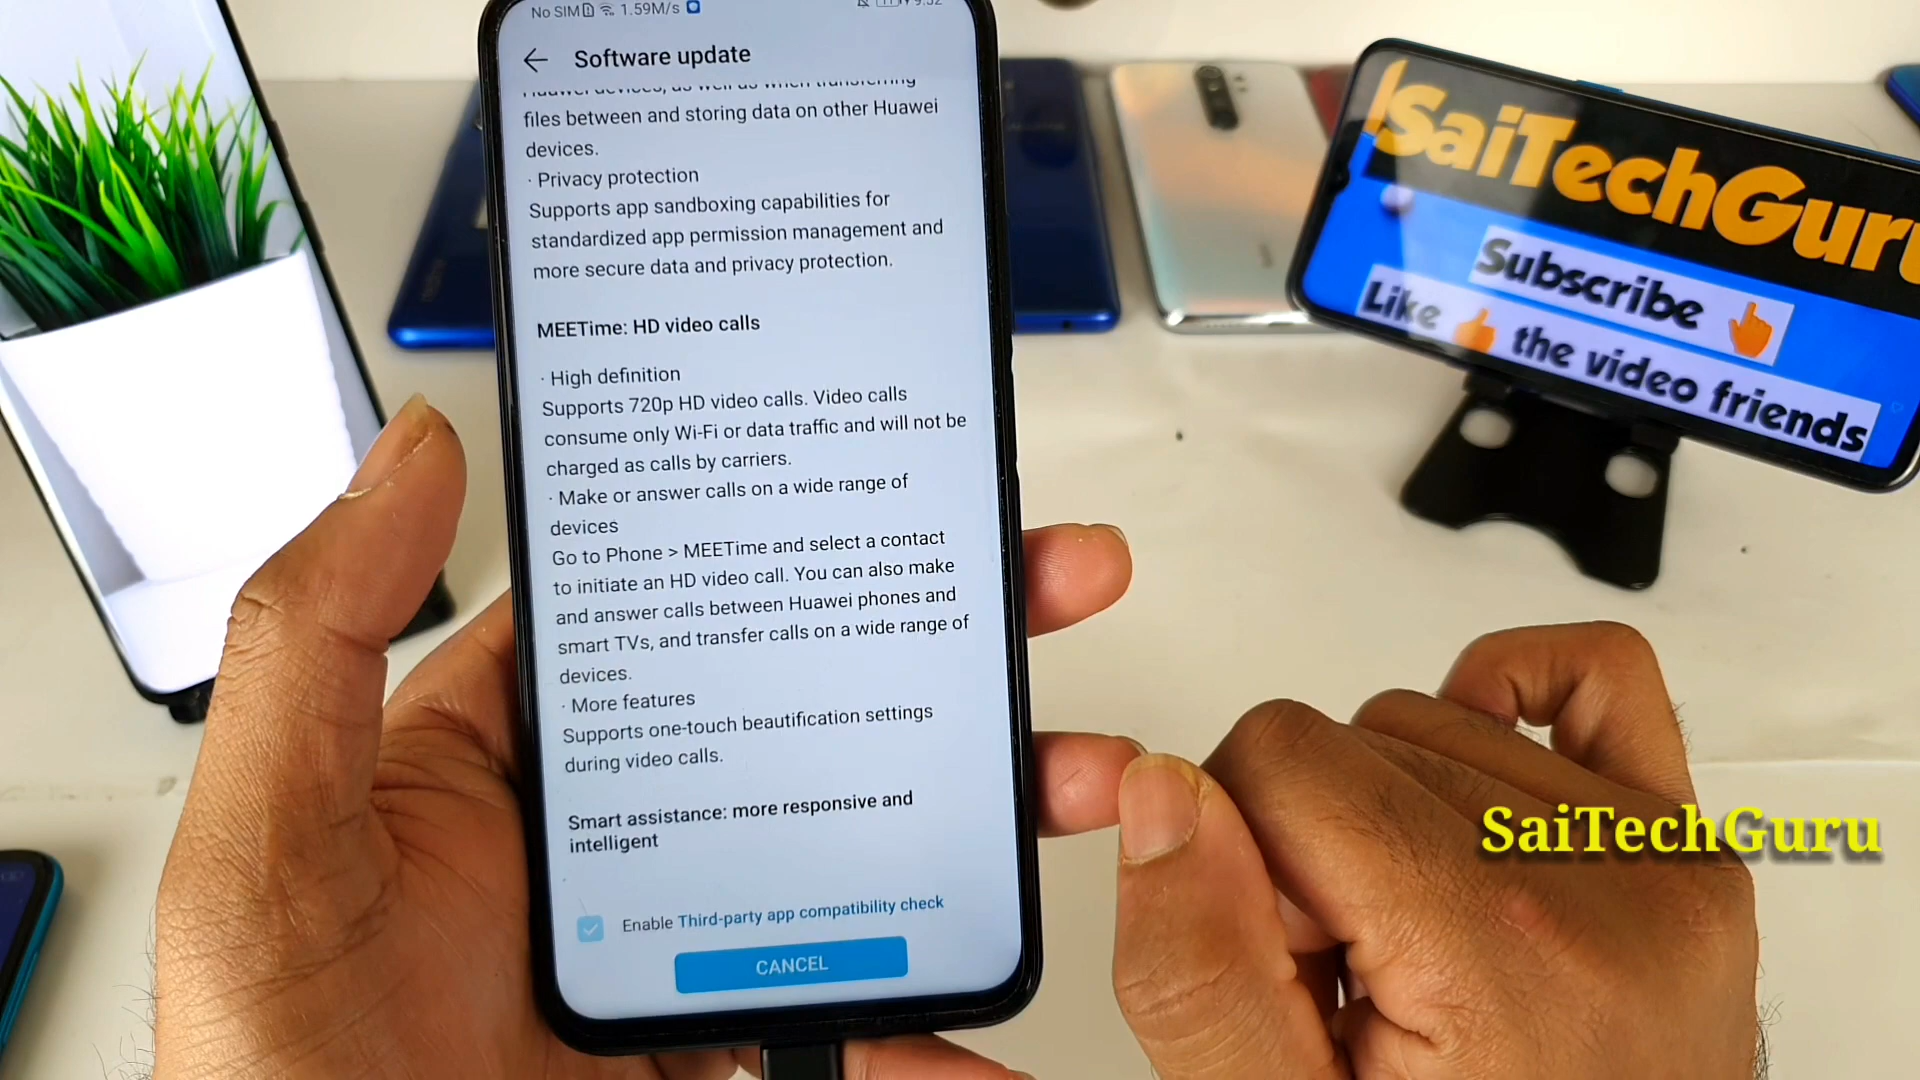 No SIM 1.59M/s
Software update
files between and storing data on other Huawei
devices.
· Privacy protection
Supports app sandboxing capabilities for
standardized app permission management and
more secure data and privacy protection.
MEETime: HD video calls
· High definition
Supports 720p HD video calls. Video calls
consume only Wi-Fi or data traffic and will not be
charged as calls by carriers.
· Make or answer calls on a wide range of
devices
Go to Phone > MEETime and select a contact
to initiate an HD video call. You can also make
and answer calls between Huawei phones and
smart TVs, and transfer calls on a wide range of
devices.
· More features
Supports one-touch beautification settings
during video calls.
Smart assistance: more responsive and
intelligent
Enable Third-party app compatibility check
CANCEL
SaiTechGuru
Subscribe
Like the video friends
SaiTechGuru